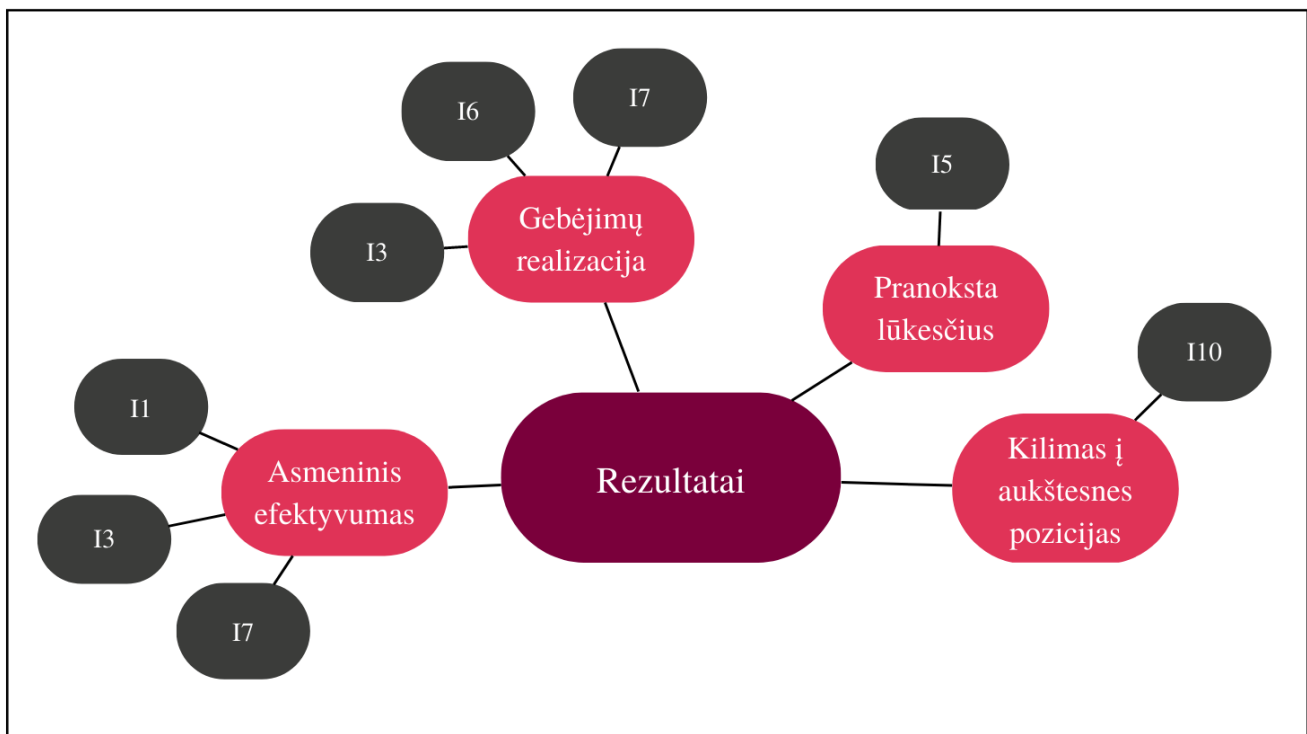 I6
I7
I3
Gebėjimų
realizacija
I5
Pranoksta
lūkesčius
I10
Kilimas į
aukštesnes
pozicijas
Rezultatai
I1
Asmeninis
efektyvumas
I3
I7